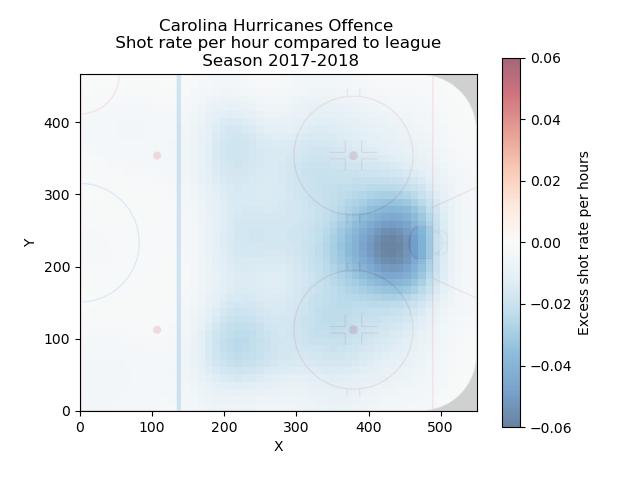 Carolina Hurricanes Offence
Shot rate per hour compared to league
Season 2017-2018
0.06
0.04
0.02
0.00
−0.02
−0.04
−0.06
Excess shot rate per hours
400
300
200
100
0
Y
0 100 200 300 400 500
X